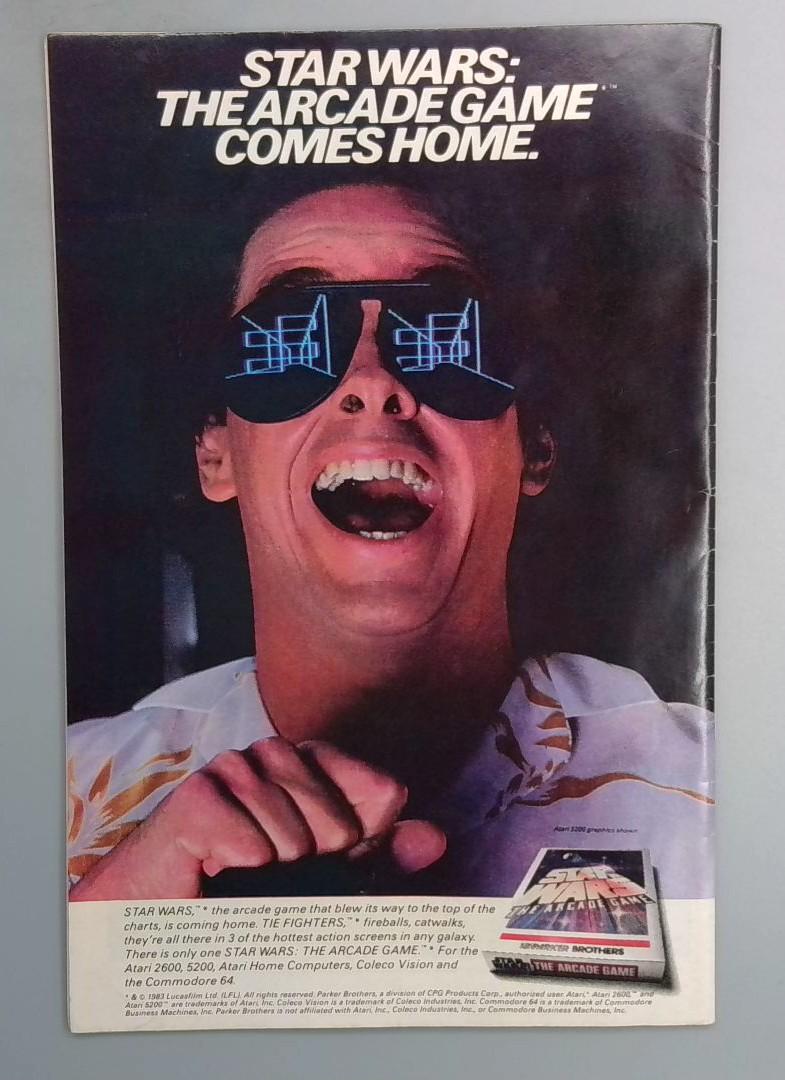 STAR WARS:
THE ARCADE GAME*™
COMES HOME.
Atari 5200 graphics shown
STAR WARS,™* the arcade game that blew its way to the top of the
charts, is coming home. TIE FIGHTERS,™* fireballs, catwalks,
they're all there in 3 of the hottest action screens in any galaxy.
There is only one STAR WARS: THE ARCADE GAME.™* For the
Atari 2600, 5200, Atari Home Computers, Coleco Vision and
the Commodore 64.
STAR
WARS
THE ARCADE GAME
PARKER BROTHERS
STAR WARS THE ARCADE GAME
* & © 1983 Lucasfilm Ltd. (LFL). All rights reserved. Parker Brothers, a division of CPG Products Corp., authorized user. Atari,® Atari 2600,™ and
Atari 5200™ are trademarks of Atari, Inc. Coleco Vision is a trademark of Coleco Industries, Inc. Commodore 64 is a trademark of Commodore
Business Machines, Inc. Parker Brothers is not affiliated with Atari, Inc., Coleco Industries, Inc., or Commodore Business Machines, Inc.